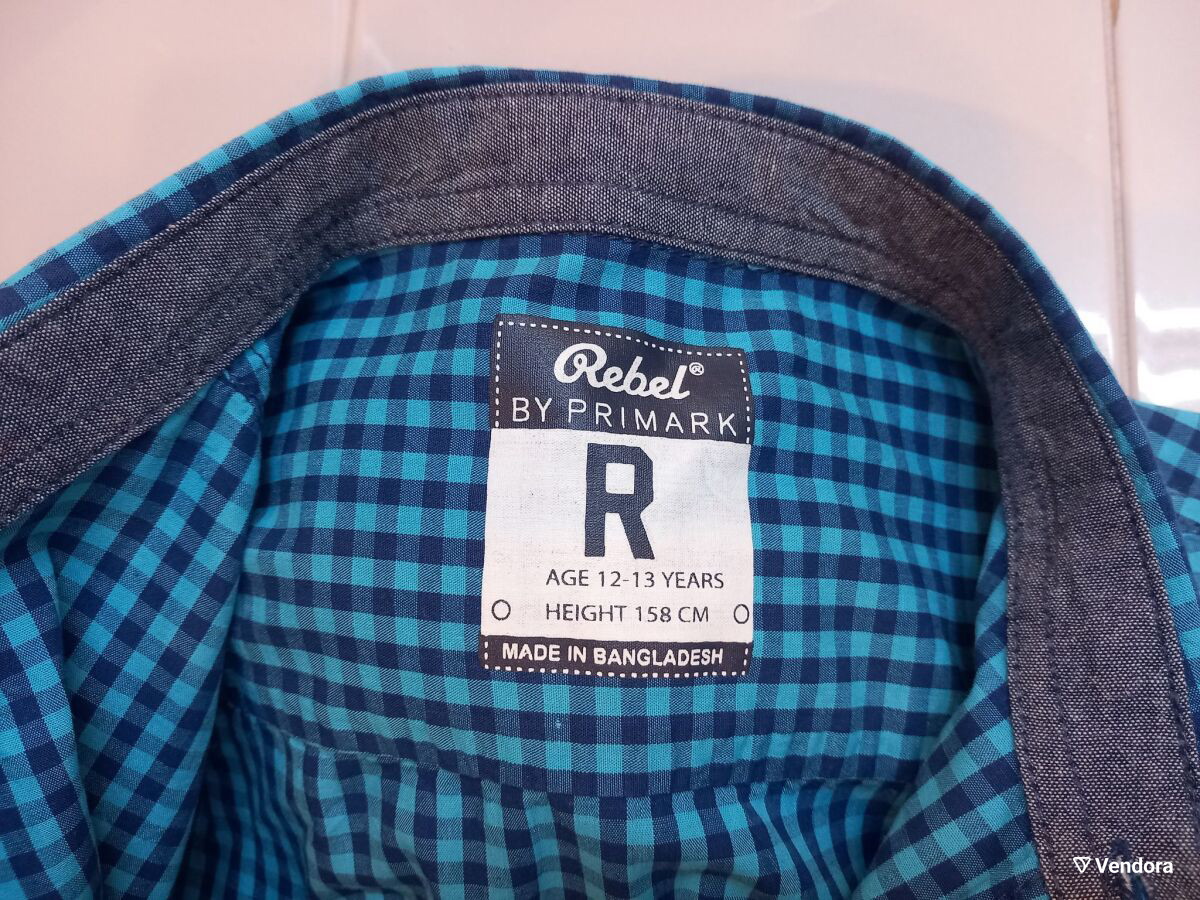 Rebel®
BY PRIMARK
R
AGE 12-13 YEARS
HEIGHT 158 CM
MADE IN BANGLADESH
Vendora